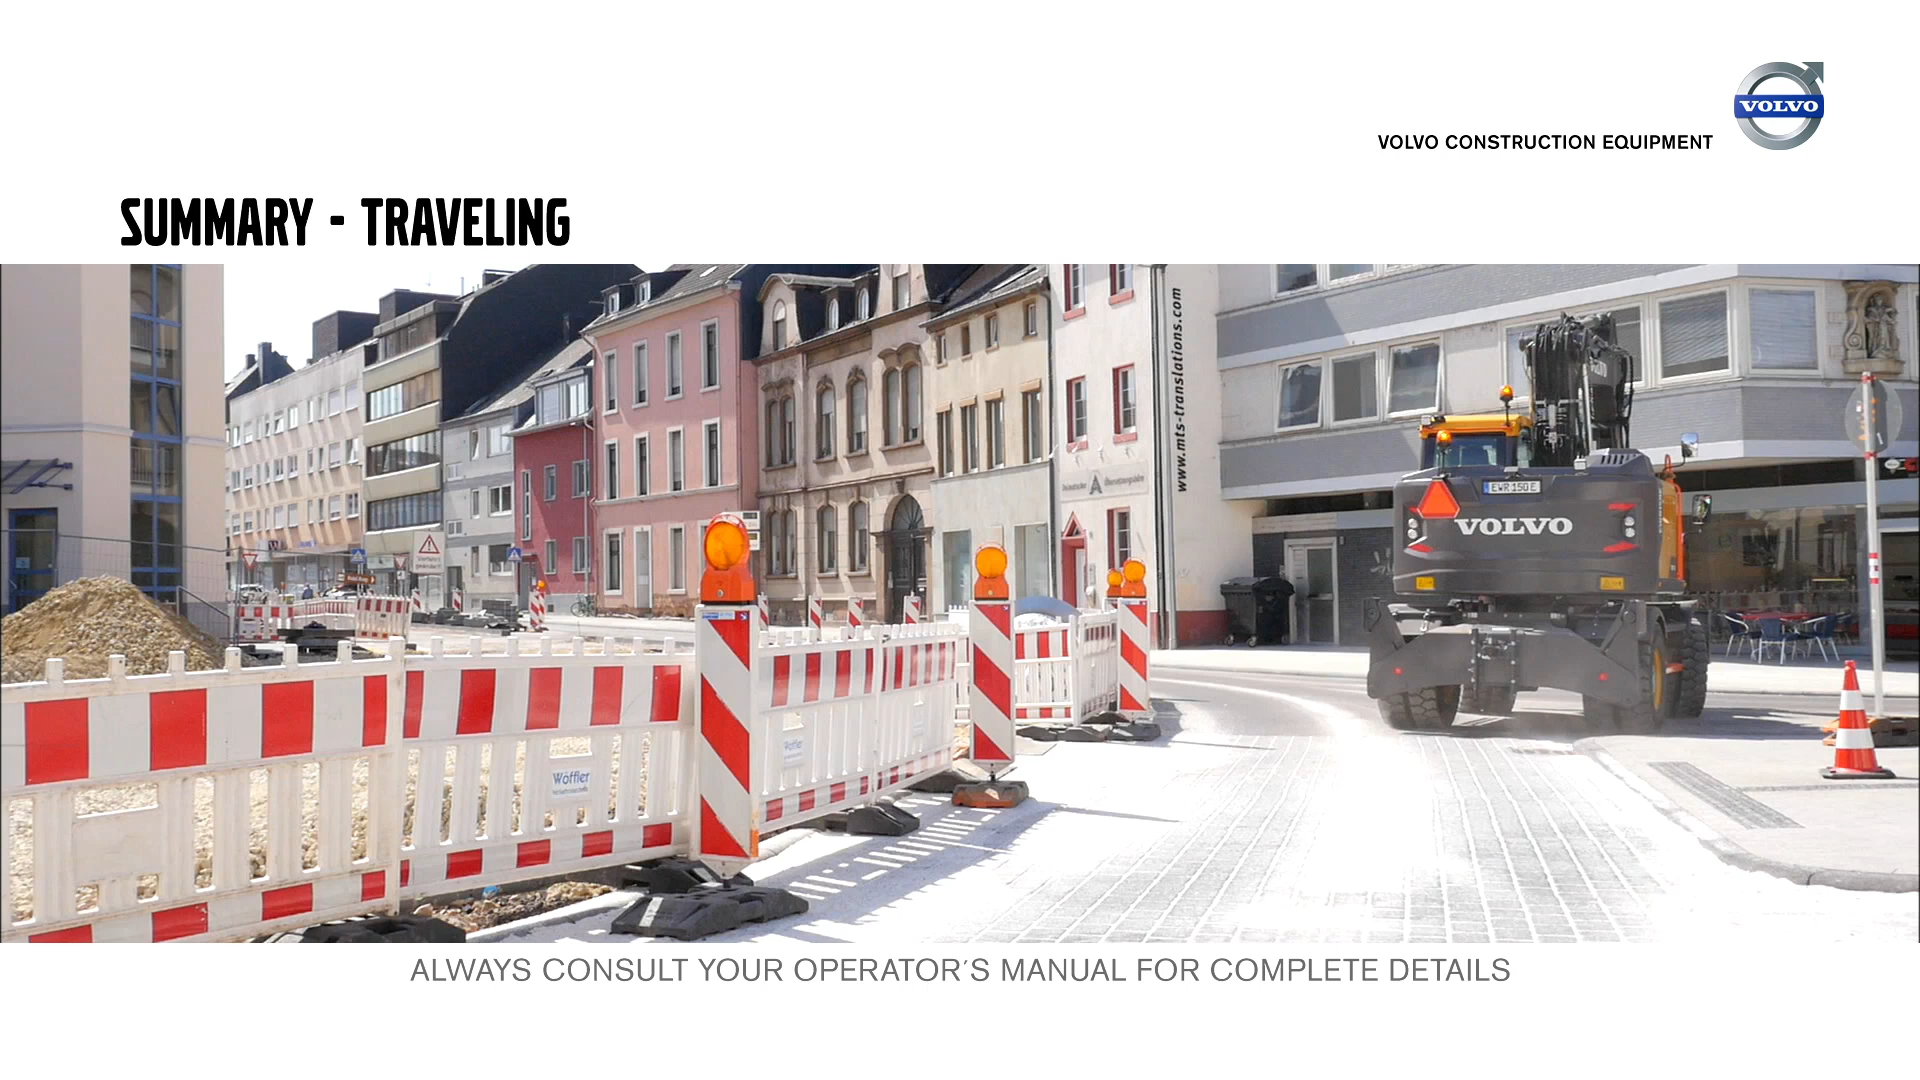 VOLVO
VOLVO CONSTRUCTION EQUIPMENT
SUMMARY - TRAVELING
www.mts-translations.com
EWR 150 E
VOLVO
Wöffler
Wöffler
ALWAYS CONSULT YOUR OPERATOR´S MANUAL FOR COMPLETE DETAILS